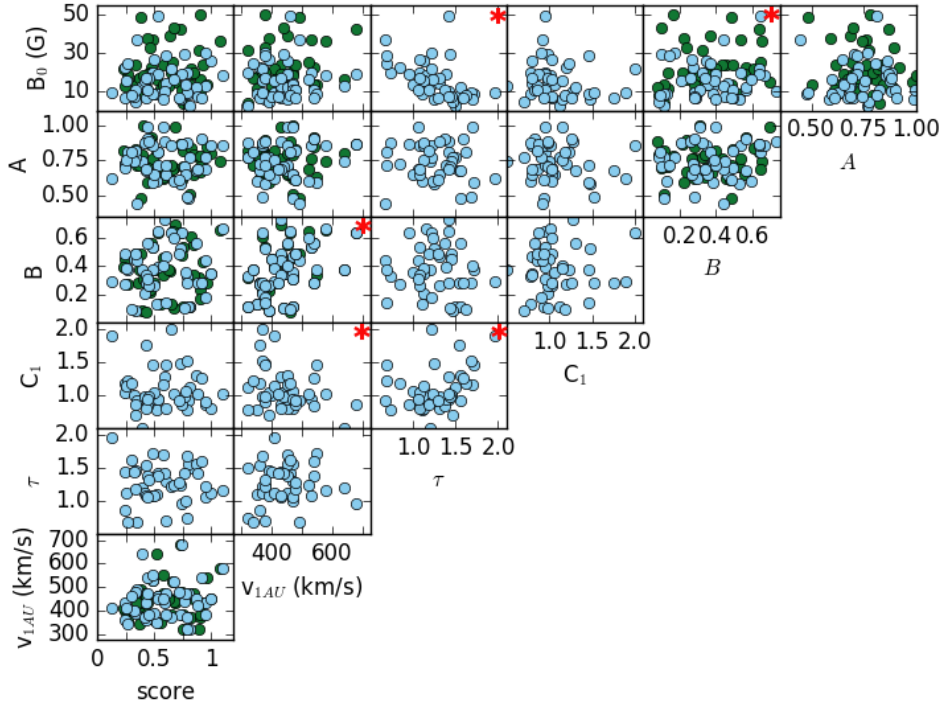 B₀ (G)
50
30
10
0.50 0.75 1.00
A
A
1.00
0.75
0.50
0.2 0.4 0.6
B
B
0.6
0.4
0.2
1.0 1.5 2.0
C₁
C₁
2.0
1.5
1.0
1.0 1.5 2.0
τ
τ
2.0
1.5
1.0
400 600
v₁AU (km/s)
v₁AU (km/s)
700
600
500
400
300
0 0.5 1
score